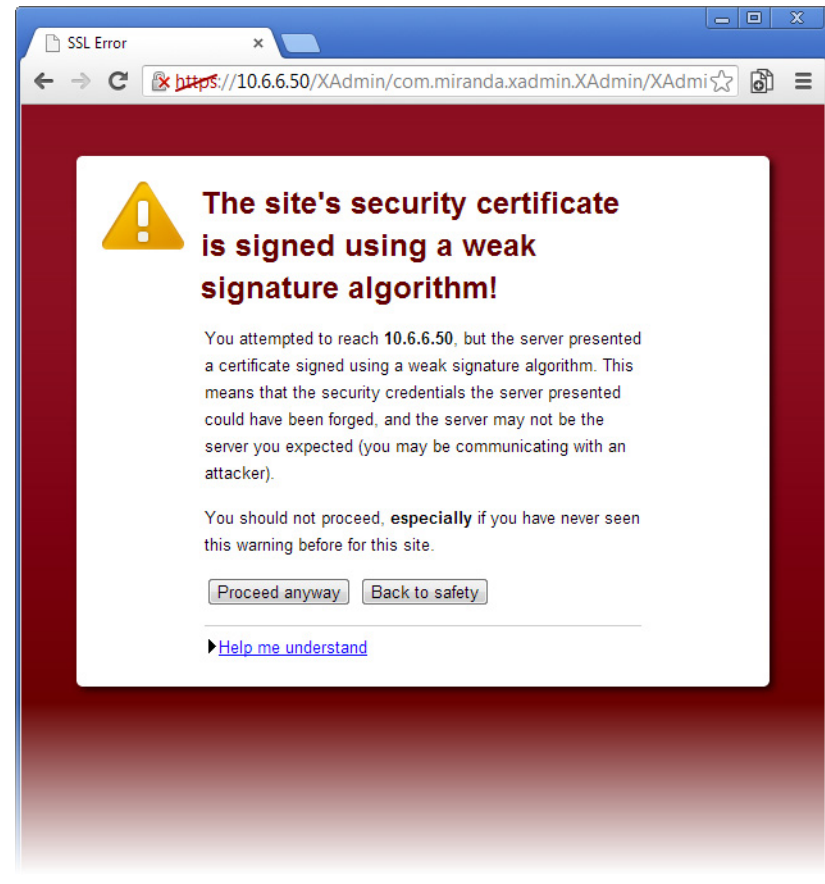 SSL Error
https://10.6.6.50/XAdmin/com.miranda.xadmin.XAdmin/XAdmi
The site's security certificate
is signed using a weak
signature algorithm!
You attempted to reach 10.6.6.50, but the server presented
a certificate signed using a weak signature algorithm. This
means that the security credentials the server presented
could have been forged, and the server may not be the
server you expected (you may be communicating with an
attacker).
You should not proceed, especially if you have never seen
this warning before for this site.
Proceed anyway Back to safety
Help me understand